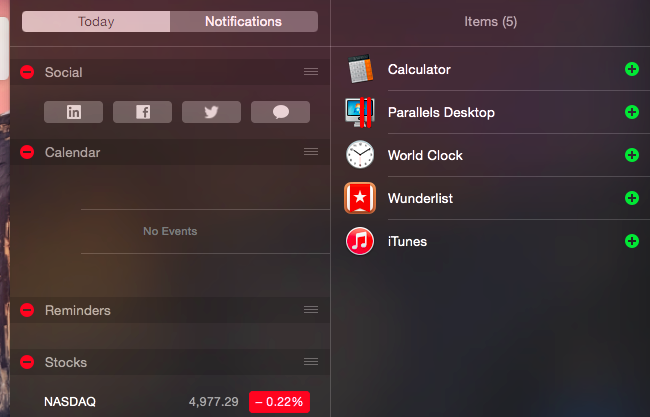 Today
Notifications
Social
Calendar
No Events
Reminders
Stocks
NASDAQ 4,977.29 – 0.22%
Items (5)
Calculator
Parallels Desktop
World Clock
Wunderlist
iTunes